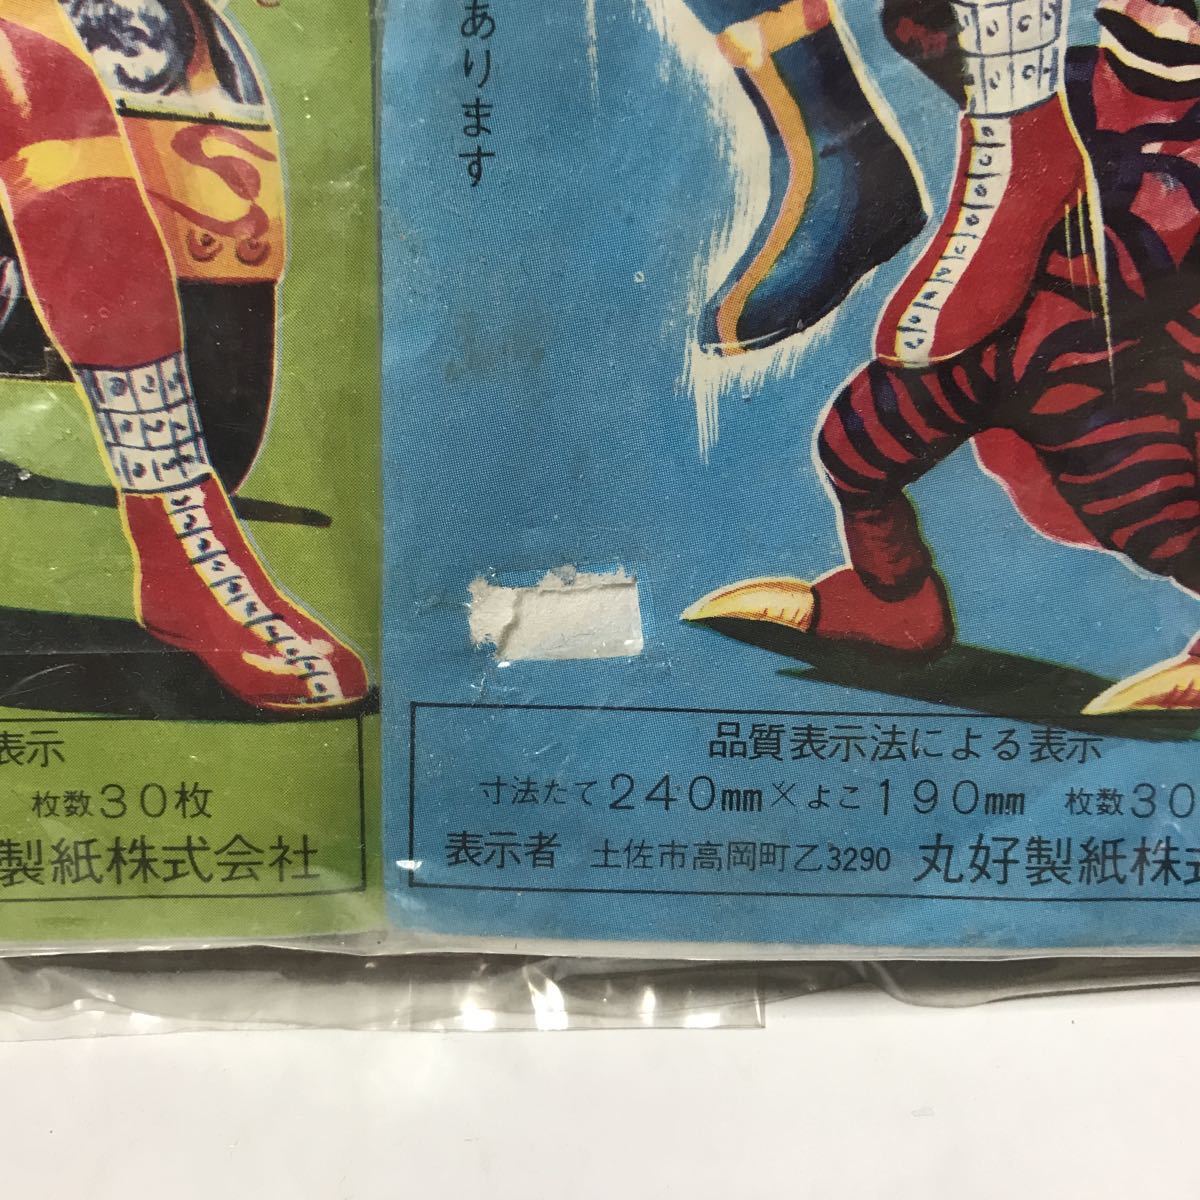 あります
表示
枚数30枚
製紙株式会社
品質表示法による表示
寸法たて240mm×よこ190mm 枚数30
表示者 土佐市高岡町乙3290 丸好製紙株式